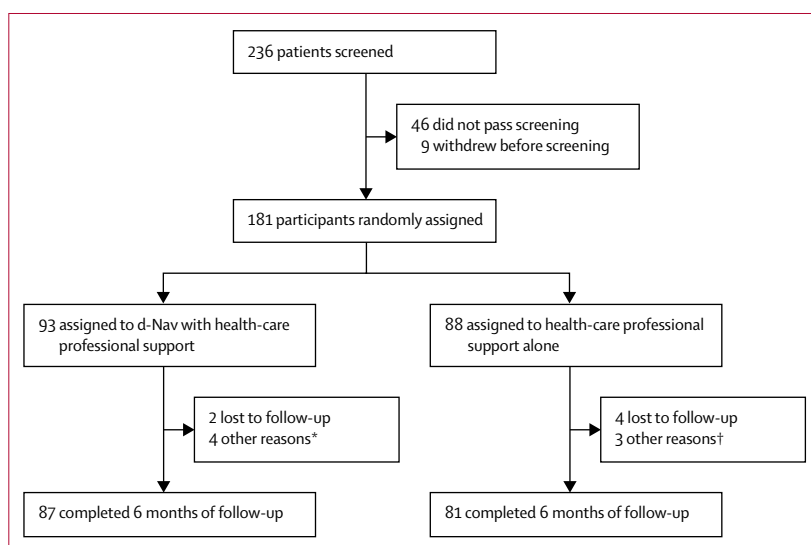 236 patients screened
46 did not pass screening
9 withdrew before screening
181 participants randomly assigned
93 assigned to d-Nav with health-care
professional support
88 assigned to health-care professional
support alone
2 lost to follow-up
4 other reasons*
4 lost to follow-up
3 other reasons†
87 completed 6 months of follow-up
81 completed 6 months of follow-up